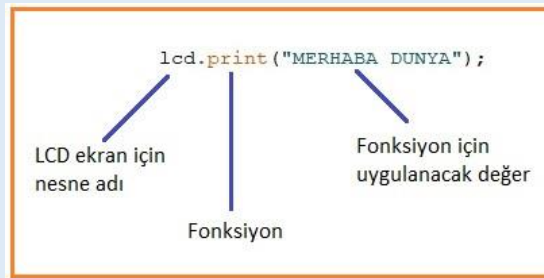 lcd.print("MERHABA DUNYA");
LCD ekran için
nesne adı
Fonksiyon için
uygulanacak değer
Fonksiyon